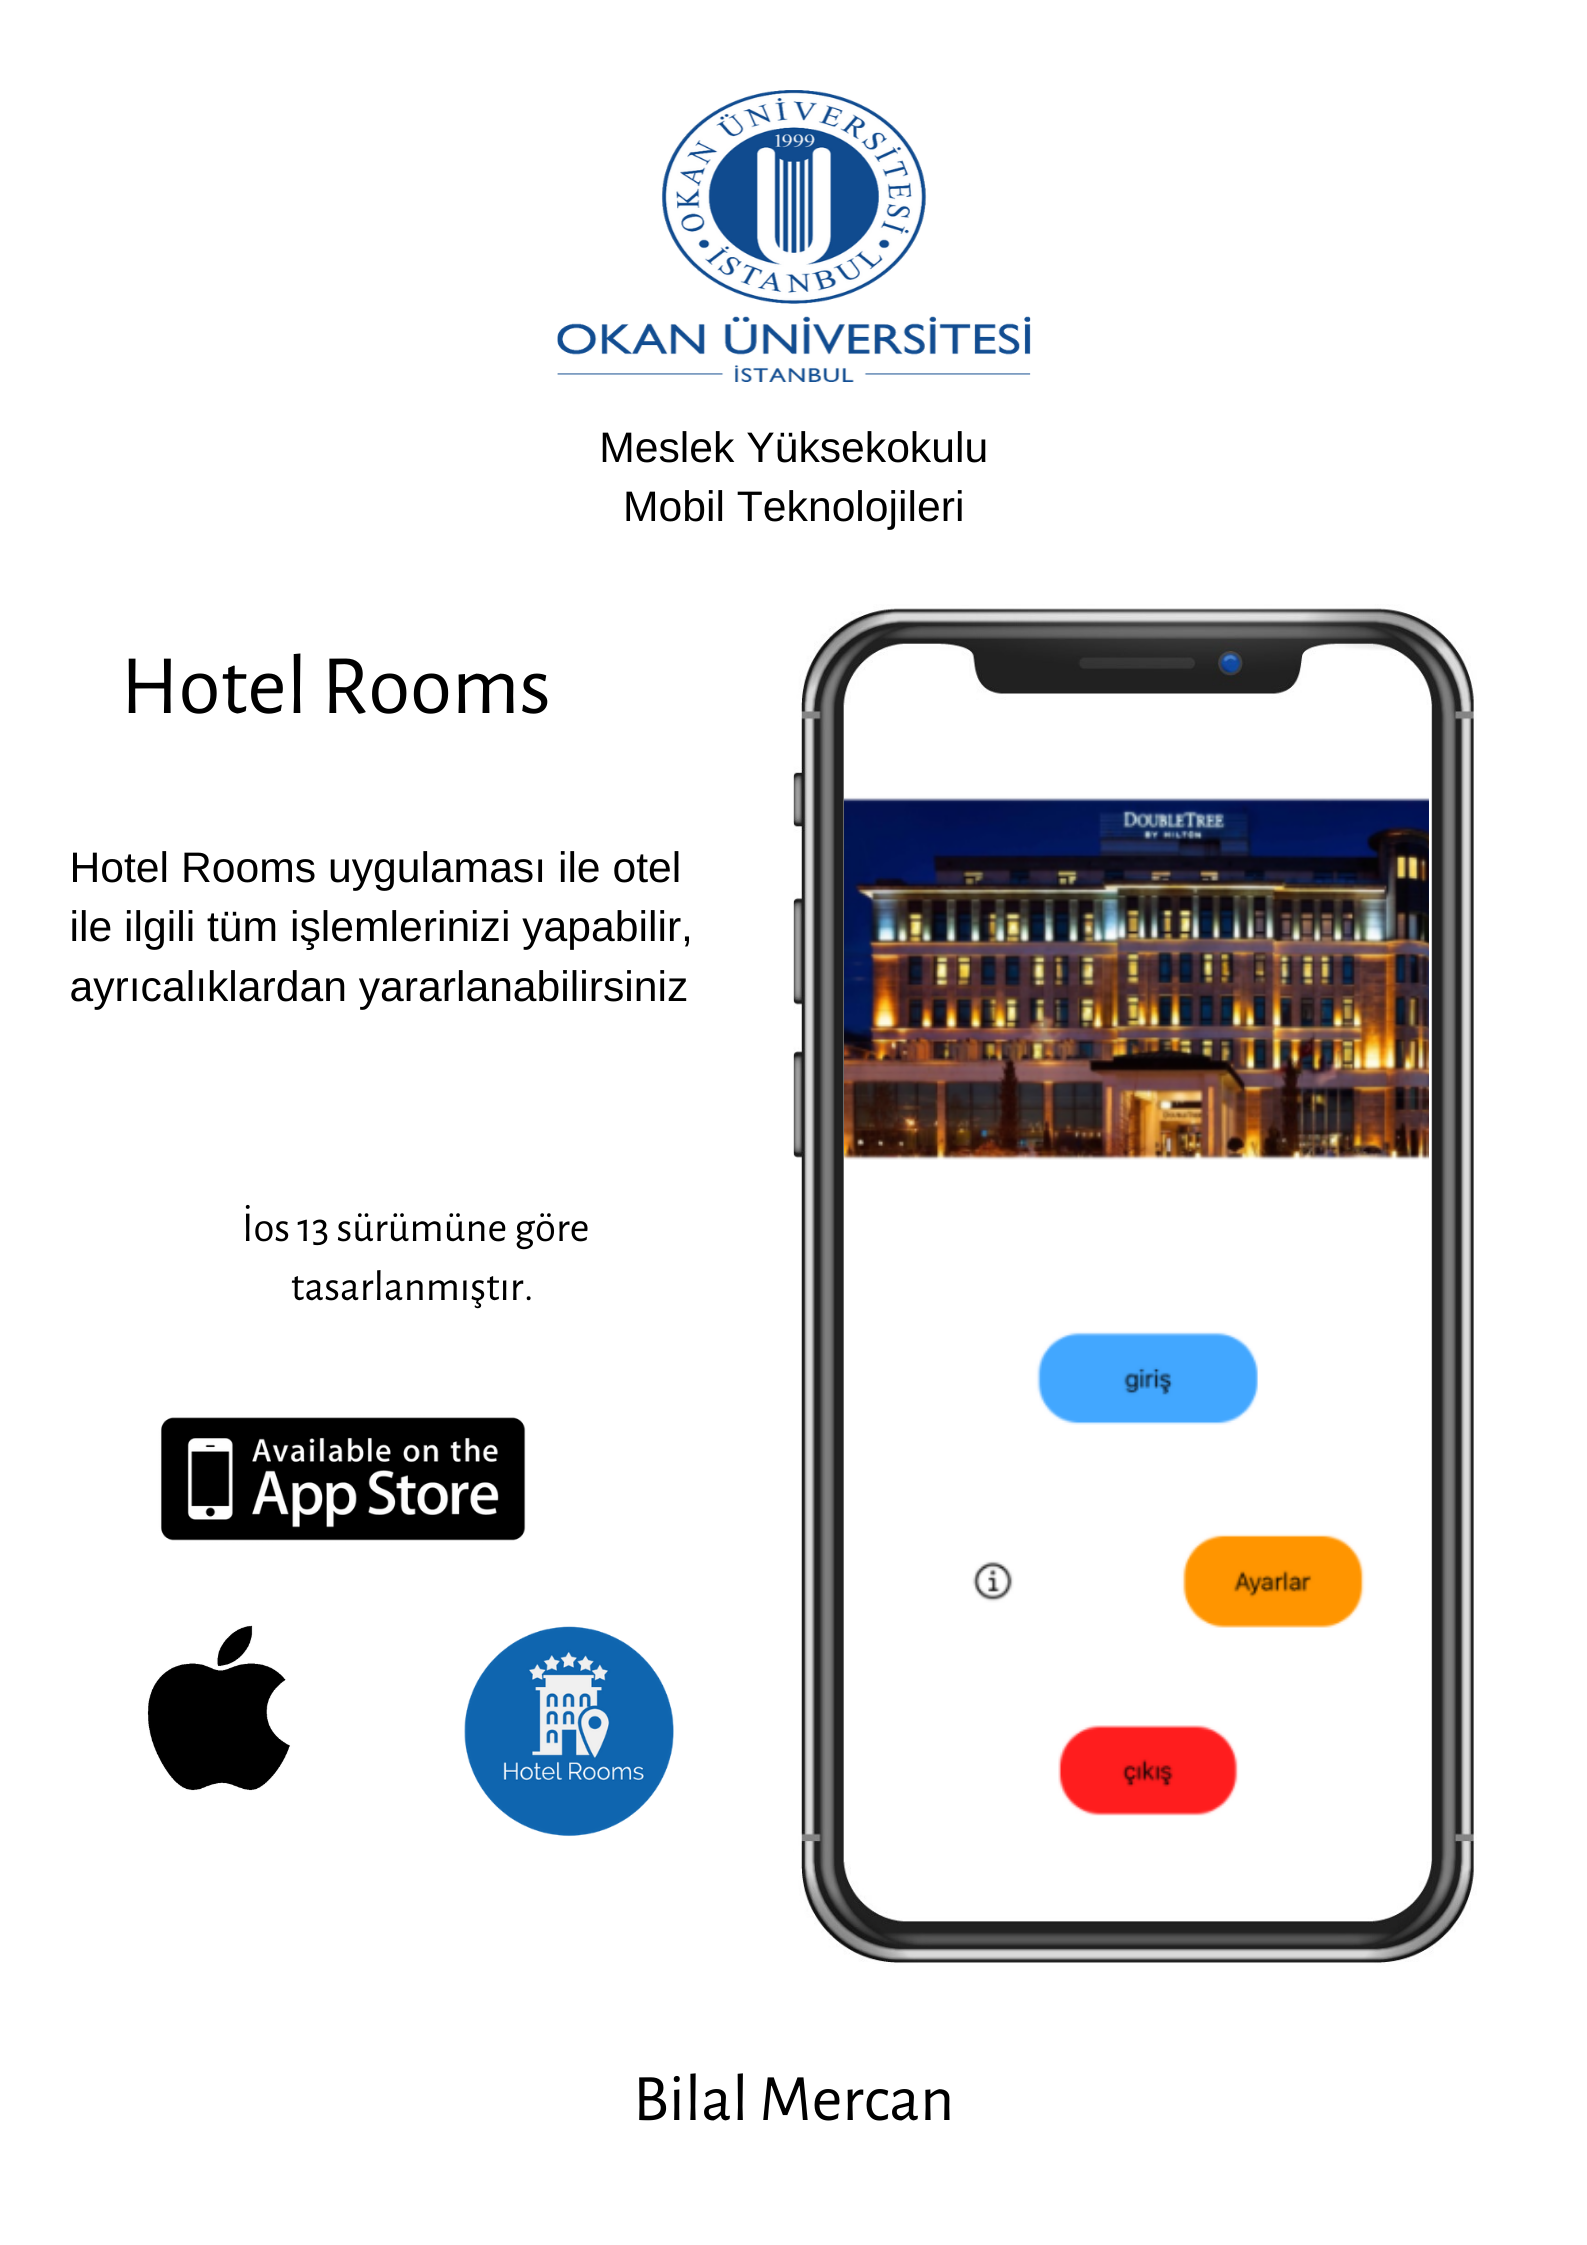 OKAN ÜNİVERSİTESİ
1999
İSTANBUL
OKAN ÜNİVERSİTESİ
İSTANBUL
Meslek Yüksekokulu
Mobil Teknolojileri
Hotel Rooms
Hotel Rooms uygulaması ile otel
ile ilgili tüm işlemlerinizi yapabilir,
ayrıcalıklardan yararlanabilirsiniz
İos 13 sürümüne göre
tasarlanmıştır.
Available on the
App Store
Hotel Rooms
DOUBLETREE
BY HILTON
giriş
Ayarlar
çıkış
Bilal Mercan